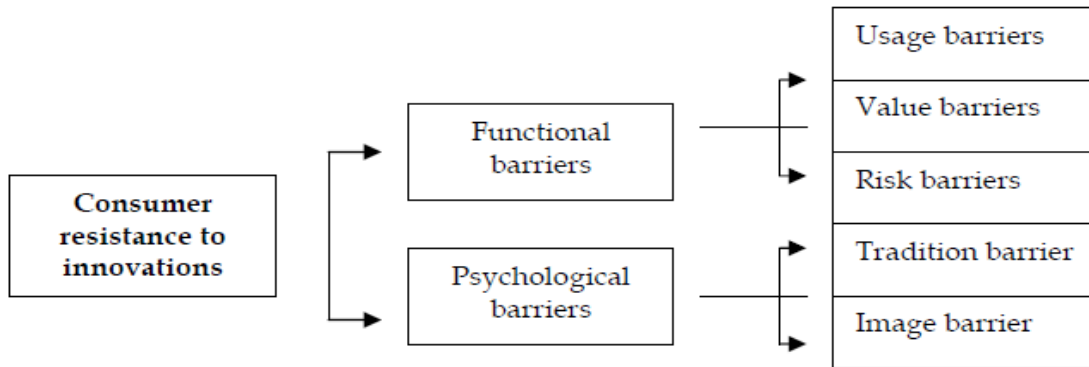 Consumer
resistance to
innovations
Functional
barriers
Psychological
barriers
Usage barriers
Value barriers
Risk barriers
Tradition barrier
Image barrier